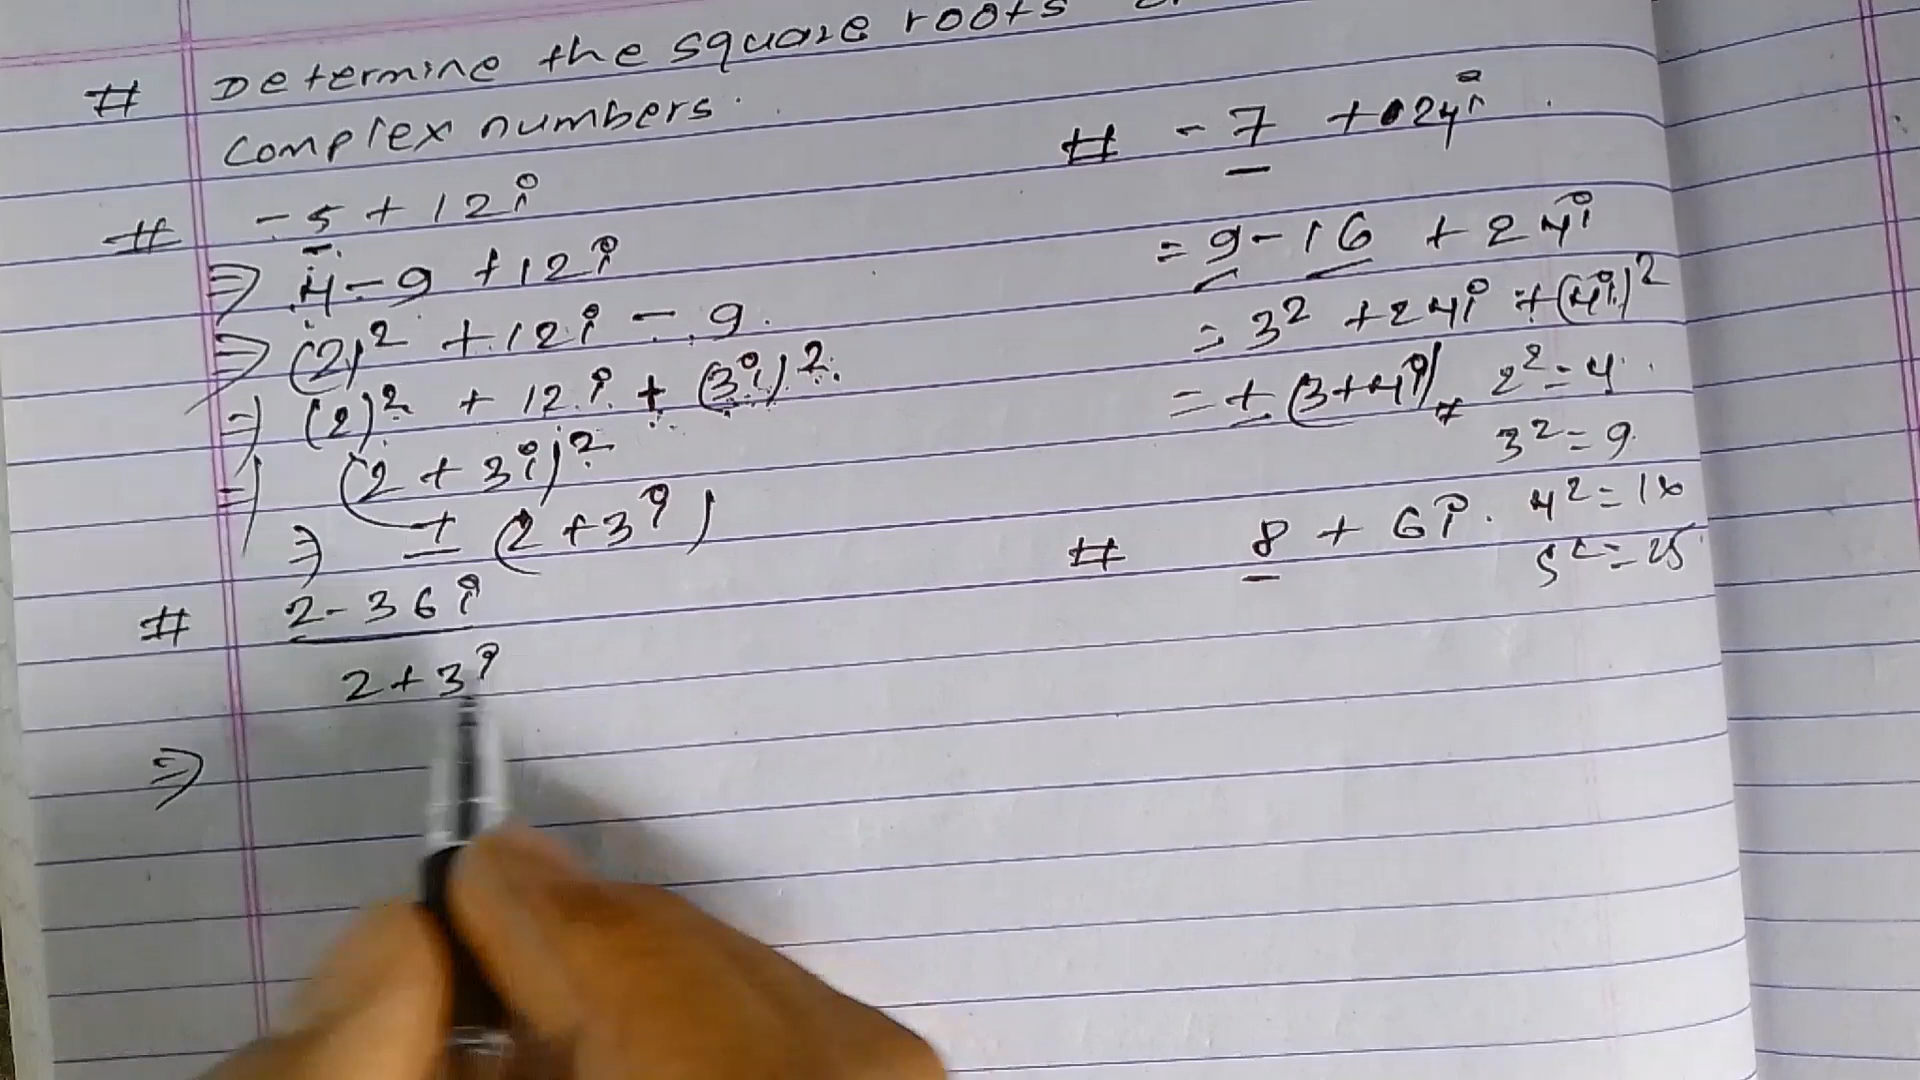 # Determine the square roots
complex numbers.
# -5 + 12i
⇒ 4-9 +12i
⇒ (2)² +12i - 9.
⇒ (2)² + 12i + (3i)².
⇒ (2 + 3i)²
⇒ ± (2+3i)
# 2-36i
2+3i
⇒
# -7 + 24i.
= 9-16 + 24i
= 3² +24i +(4i)²
= ± (3+4i)
2²=4.
3²=9.
# 8 + 6i.
4²=16
5²=25